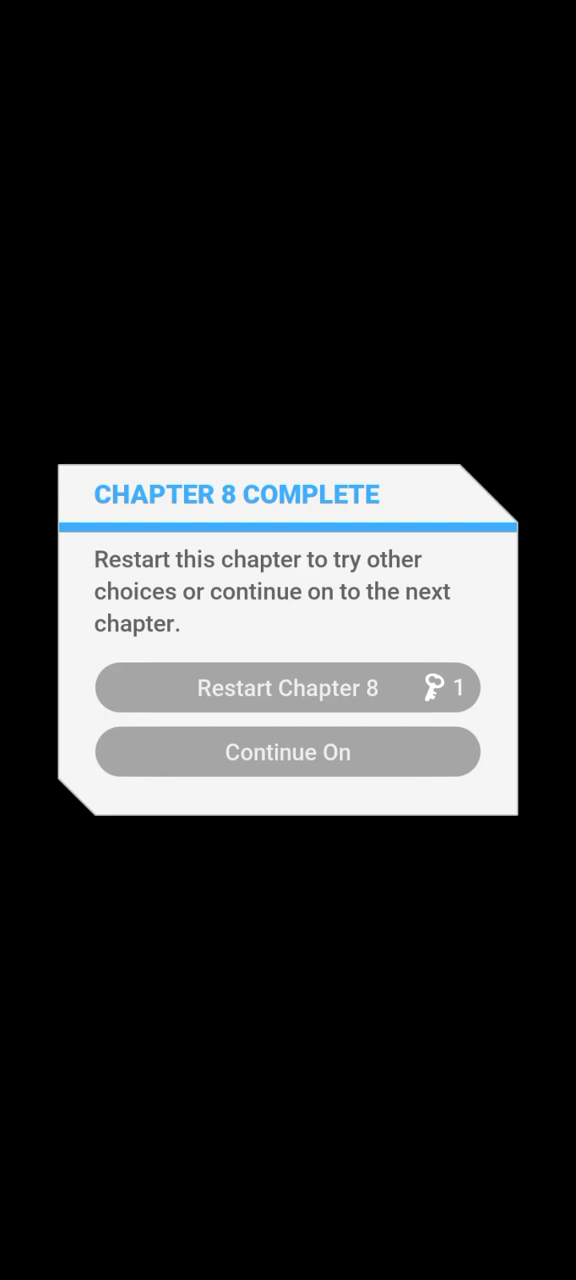 CHAPTER 8 COMPLETE
Restart this chapter to try other
choices or continue on to the next
chapter.
Restart Chapter 8 1
Continue On